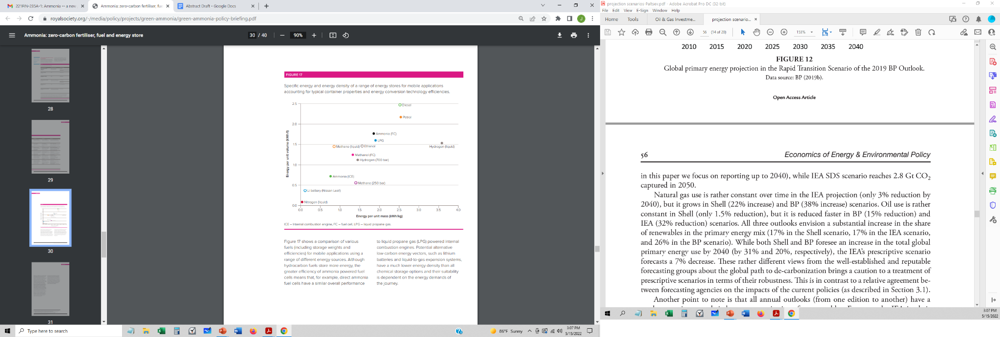 221FIN-235A-1: Ammonia -- a new
Ammonia: zero-carbon fertiliser, fu
Abstract Draft - Google Docs
royalsociety.org/-/media/policy/projects/green-ammonia/green-ammonia-policy-briefing.pdf
J
Ammonia: zero-carbon fertiliser, fuel and energy store
30 / 40
90%
28
29
30
31
FIGURE 17
Specific energy and energy density of a range of energy stores for mobile applications
accounting for typical container properties and energy conversion technology efficiencies.
Energy per unit volume (kWh/l)
2.5
2.0
1.5
1.0
0.5
0.0
Diesel
Petrol
Ammonia (FC)
LPG
Methane (liquid)
Ethanol
Hydrogen (liquid)
Methanol (FC)
Hydrogen (700 bar)
Ammonia (ICE)
Methane (250 bar)
Li battery (Nissan Leaf)
Nitrogen (liquid)
0.0 0.5 1.0 1.5 2.0 2.5 3.0 3.5 4.0
Energy per unit mass (kWh/kg)
ICE – Internal combustion engine, FC – fuel cell, LPG – liquid propane gas.
Figure 17 shows a comparison of various
fuels (including storage weights and
efficiencies) for mobile applications using a
range of different energy sources. Although
hydrocarbon fuels store more energy, the
greater efficiency of ammonia powered fuel
cells means that, for example, direct ammonia
fuel cells have a similar overall performance
to liquid propane gas (LPG) powered internal
combustion engines. Potential alternative
low-carbon energy vectors, such as lithium
batteries and liquid-to-gas expansion systems,
have a much lower energy density than all
chemical storage options and their suitability
is dependent on the energy demands of
the journey.
Type here to search
86°F Sunny
3:07 PM
5/15/2022
projection scenarios-Paltsev.pdf - Adobe Acrobat Pro DC (32-bit)
File Edit View E-Sign Window Help
Home Tools Oil & Gas Investme... projection scenario...
56 (14 of 20)
153%
2010 2015 2020 2025 2030 2035 2040
FIGURE 12
Global primary energy projection in the Rapid Transition Scenario of the 2019 BP Outlook.
Data source: BP (2019b).
Open Access Article
56 Economics of Energy & Environmental Policy
in this paper we focus on reporting up to 2040), while IEA SDS scenario reaches 2.8 Gt CO₂
captured in 2050.
Natural gas use is rather constant over time in the IEA projection (only 3% reduction by
2040), but it grows in Shell (22% increase) and BP (38% increase) scenarios. Oil use is rather
constant in Shell (only 1.5% reduction), but it is reduced faster in BP (15% reduction) and
IEA (32% reduction) scenarios. All three outlooks envision a substantial increase in the share
of renewables in the primary energy mix (17% in the Shell scenario, 17% in the IEA scenario,
and 26% in the BP scenario). While both Shell and BP foresee an increase in the total global
primary energy use by 2040 (by 31% and 20%, respectively), the IEA's prescriptive scenario
forecasts a 7% decrease. These rather different views from the well-established and reputable
forecasting groups about the global path to de-carbonization brings a caution to a treatment of
prescriptive scenarios in terms of their robustness. This is in contrast to a relative agreement be-
tween forecasting agencies on the impacts of the current policies (as described in Section 3.1).
Another point to note is that all annual outlooks (from one edition to another) have a
3:07 PM
5/15/2022